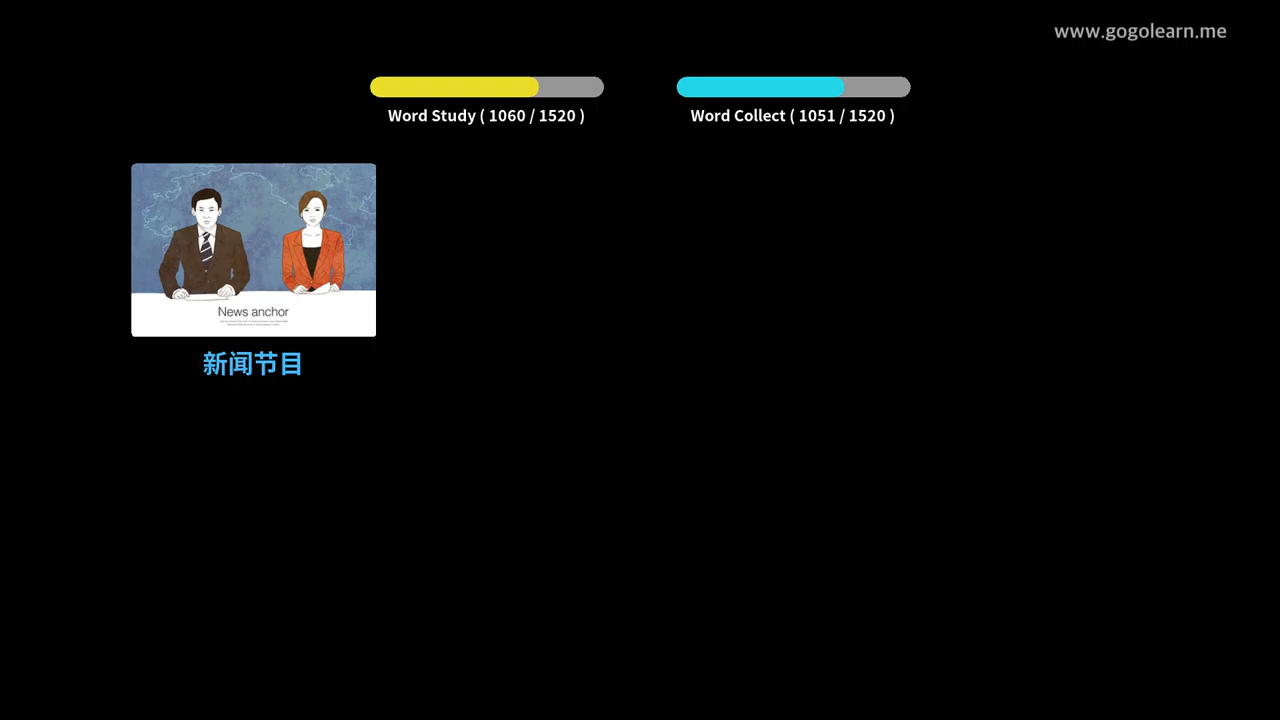 www.gogolearn.me
Word Study ( 1060 / 1520 )
Word Collect ( 1051 / 1520 )
News anchor
新闻节目